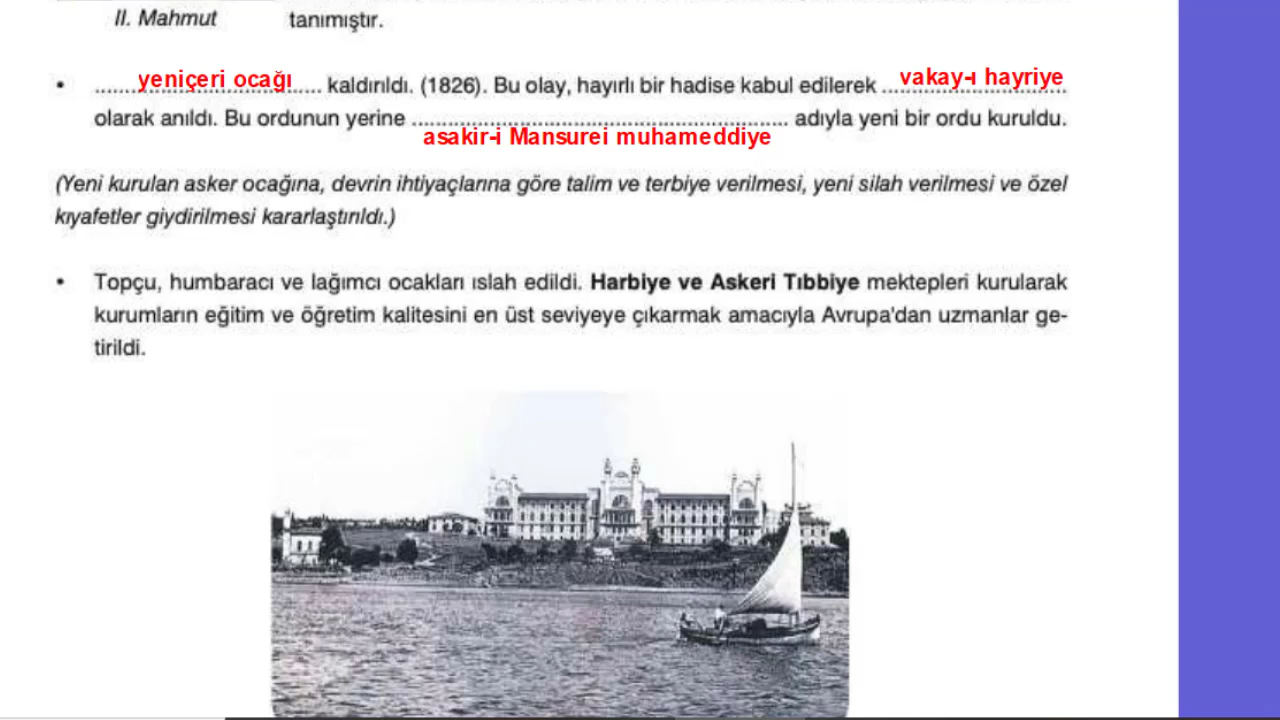 II. Mahmut
tanımıştır.
• yeniçeri ocağı kaldırıldı. (1826). Bu olay, hayırlı bir hadise kabul edilerek vakay-ı hayriye
olarak anıldı. Bu ordunun yerine ........................................ adıyla yeni bir ordu kuruldu.
asakir-i Mansurei muhameddiye
(Yeni kurulan asker ocağına, devrin ihtiyaçlarına göre talim ve terbiye verilmesi, yeni silah verilmesi ve özel
kıyafetler giydirilmesi kararlaştırıldı.)
• Topçu, humbaracı ve lağımcı ocakları ıslah edildi. Harbiye ve Askeri Tıbbiye mektepleri kurularak
kurumların eğitim ve öğretim kalitesini en üst seviyeye çıkarmak amacıyla Avrupa'dan uzmanlar ge-
tirildi.